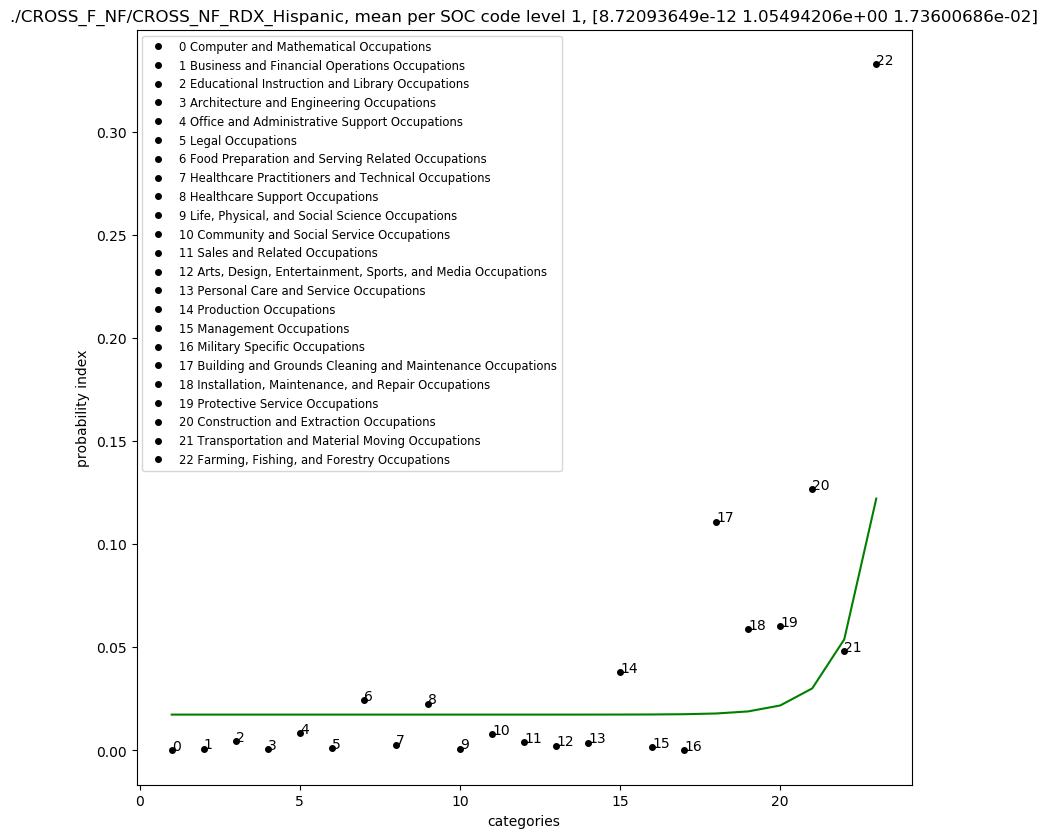 ./CROSS_F_NF/CROSS_NF_RDX_Hispanic, mean per SOC code level 1, [8.72093649e-12 1.05494206e+00 1.73600686e-02]
0 Computer and Mathematical Occupations
1 Business and Financial Operations Occupations
2 Educational Instruction and Library Occupations
3 Architecture and Engineering Occupations
4 Office and Administrative Support Occupations
5 Legal Occupations
6 Food Preparation and Serving Related Occupations
7 Healthcare Practitioners and Technical Occupations
8 Healthcare Support Occupations
9 Life, Physical, and Social Science Occupations
10 Community and Social Service Occupations
11 Sales and Related Occupations
12 Arts, Design, Entertainment, Sports, and Media Occupations
13 Personal Care and Service Occupations
14 Production Occupations
15 Management Occupations
16 Military Specific Occupations
17 Building and Grounds Cleaning and Maintenance Occupations
18 Installation, Maintenance, and Repair Occupations
19 Protective Service Occupations
20 Construction and Extraction Occupations
21 Transportation and Material Moving Occupations
22 Farming, Fishing, and Forestry Occupations
probability index
0.30
0.25
0.20
0.15
0.10
0.05
0.00
0
1
2
3
4
5
6
7
8
9
10
11
12
13
14
15
16
17
18
19
20
21
22
0
5
10
15
20
categories